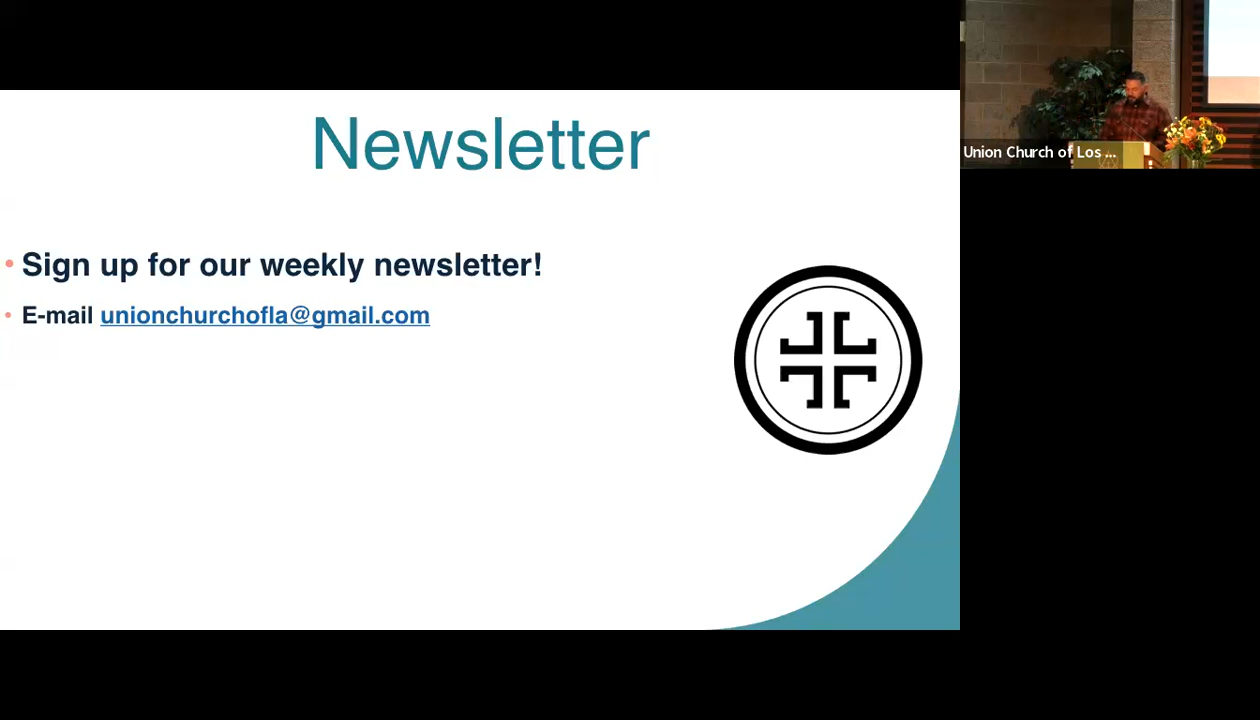 Newsletter
• Sign up for our weekly newsletter!
• E-mail unionchurchofla@gmail.com
Union Church of Los ...